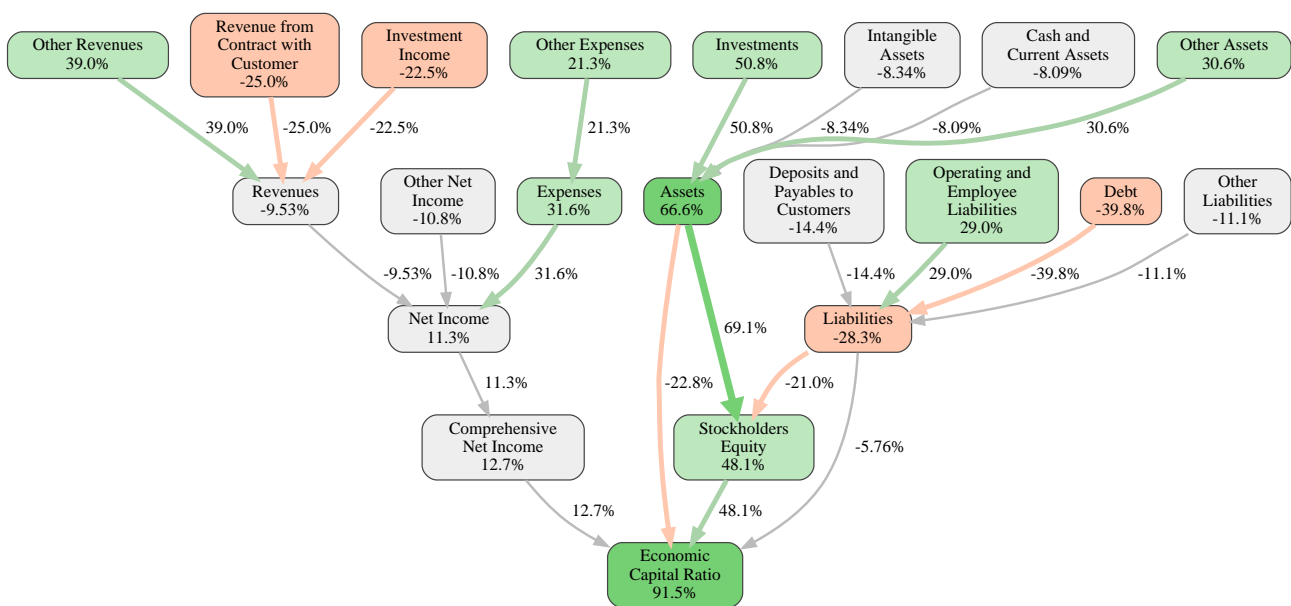 Other Revenues
39.0%
Revenue from
Contract with
Customer
-25.0%
Investment
Income
-22.5%
Other Expenses
21.3%
Investments
50.8%
Intangible
Assets
-8.34%
Cash and
Current Assets
-8.09%
Other Assets
30.6%
39.0%
-25.0%
-22.5%
21.3%
50.8%
-8.34%
-8.09%
30.6%
Revenues
-9.53%
Other Net
Income
-10.8%
Expenses
31.6%
Assets
66.6%
Deposits and
Payables to
Customers
-14.4%
Operating and
Employee
Liabilities
29.0%
Debt
-39.8%
Other
Liabilities
-11.1%
-9.53%
-10.8%
31.6%
-14.4%
29.0%
-39.8%
-11.1%
Net Income
11.3%
69.1%
Liabilities
-28.3%
11.3%
-22.8%
-21.0%
Comprehensive
Net Income
12.7%
Stockholders
Equity
48.1%
-5.76%
12.7%
48.1%
Economic
Capital Ratio
91.5%